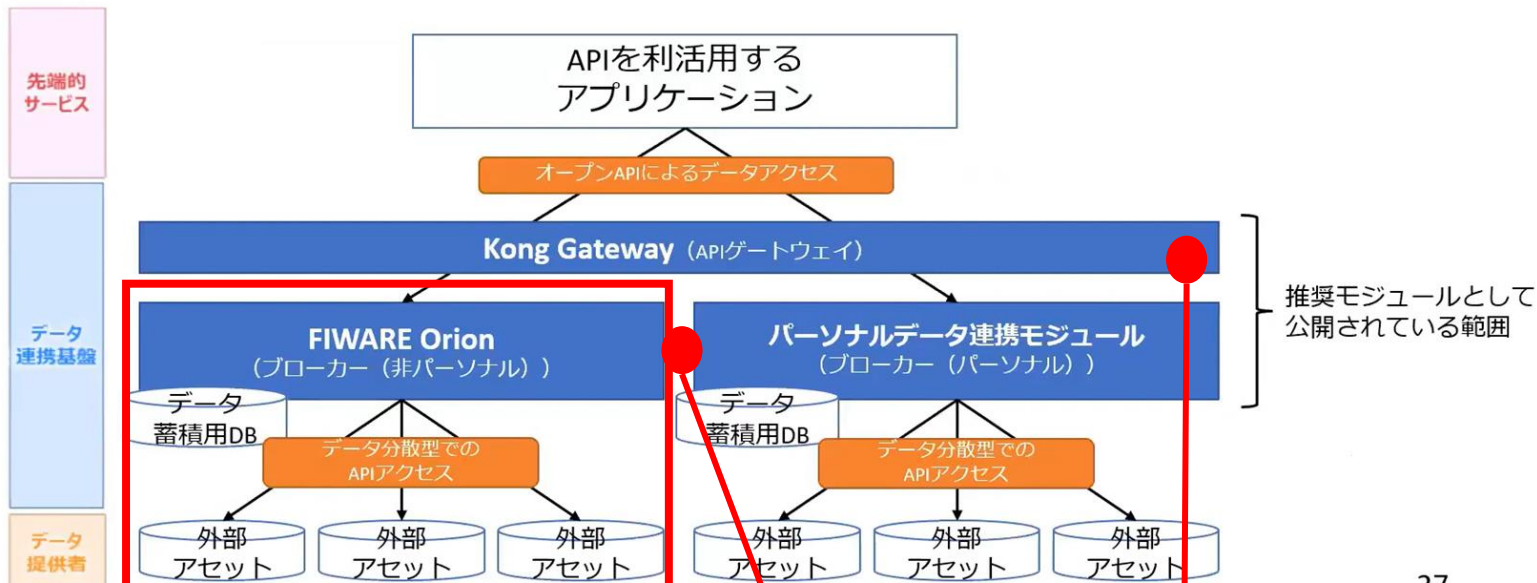 先端的
サービス
APIを利活用する
アプリケーション
オープンAPIによるデータアクセス
Kong Gateway（APIゲートウェイ）
データ
連携基盤
FIWARE Orion
（ブローカー（非パーソナル））
パーソナルデータ連携モジュール
（ブローカー（パーソナル））
推奨モジュールとして
公開されている範囲
データ
蓄積用DB
データ分散型での
APIアクセス
データ
蓄積用DB
データ分散型での
APIアクセス
データ
提供者
外部
アセット
外部
アセット
外部
アセット
外部
アセット
外部
アセット
外部
アセット